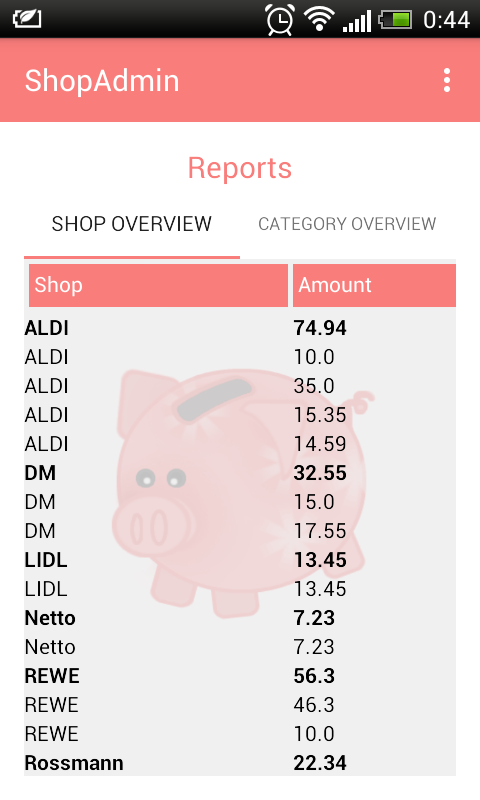 0:44
ShopAdmin
Reports
SHOP OVERVIEW CATEGORY OVERVIEW
Shop Amount
ALDI 74.94
ALDI 10.0
ALDI 35.0
ALDI 15.35
ALDI 14.59
DM 32.55
DM 15.0
DM 17.55
LIDL 13.45
LIDL 13.45
Netto 7.23
Netto 7.23
REWE 56.3
REWE 46.3
REWE 10.0
Rossmann 22.34